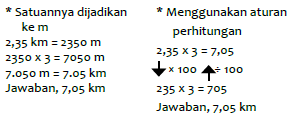 * Satuannya dijadikan
ke m
2,35 km = 2350 m
2350 x 3 = 7050 m
7.050 m = 7.05 km
Jawaban, 7,05 km
* Menggunakan aturan
perhitungan
2,35 x 3 = 7,05
x 100 ÷ 100
235 x 3 = 705
Jawaban, 7,05 km